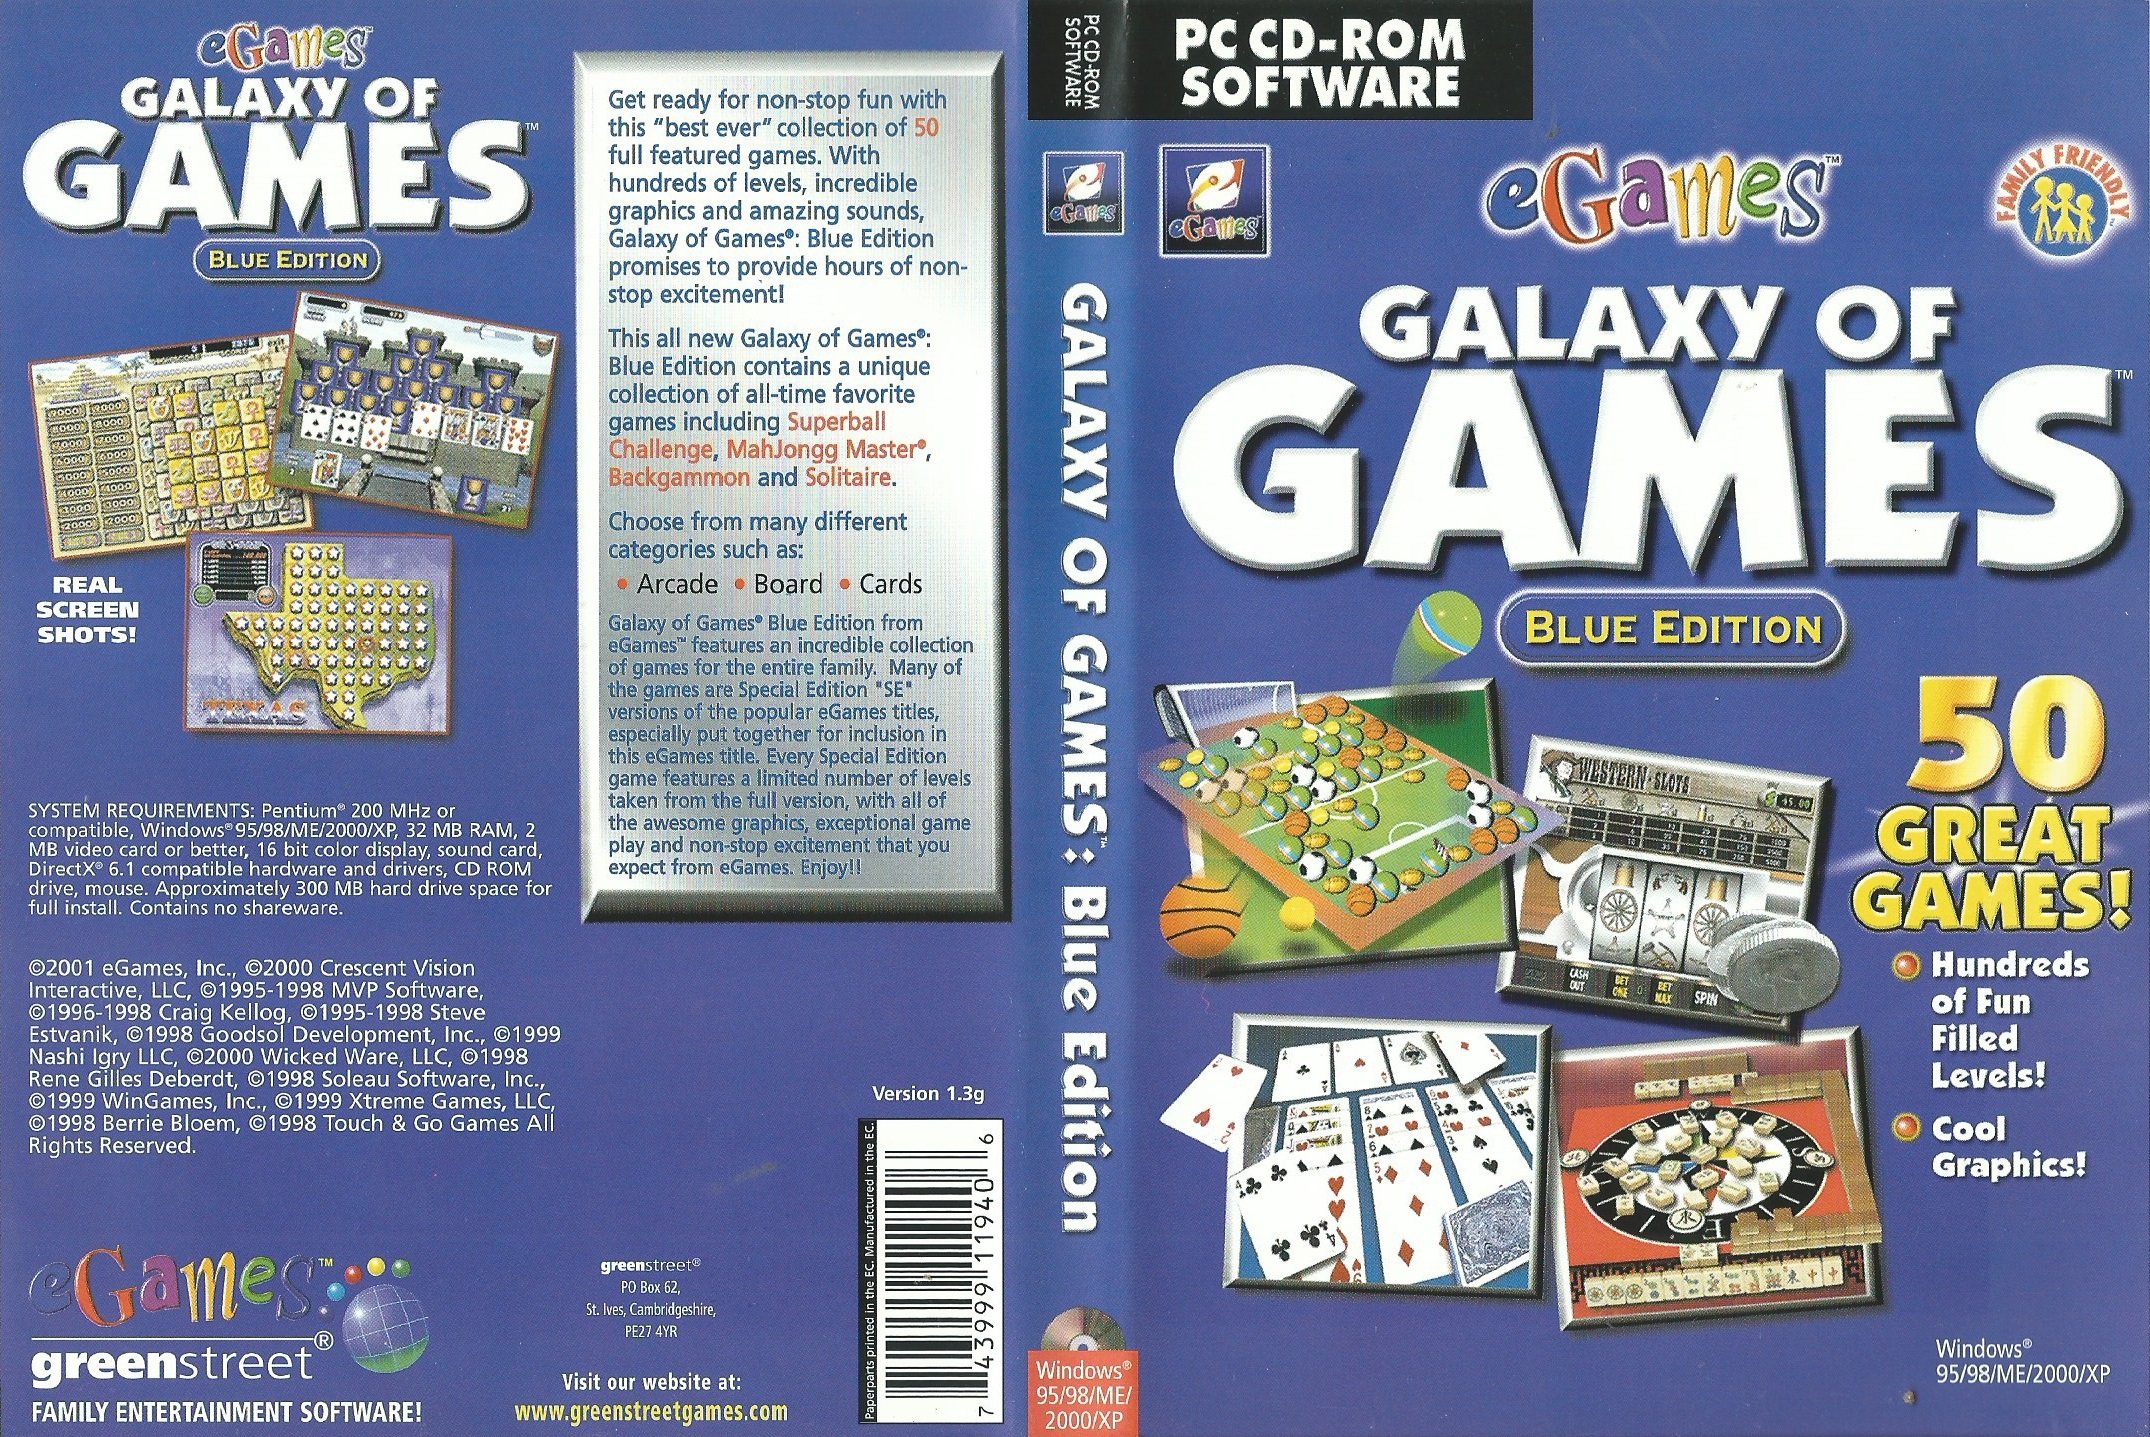 eGames™
GALAXY OF
GAMES™
BLUE EDITION
REAL
SCREEN
SHOTS!
TEXAS
Get ready for non-stop fun with
this "best ever" collection of 50
full featured games. With
hundreds of levels, incredible
graphics and amazing sounds,
Galaxy of Games®: Blue Edition
promises to provide hours of non-
stop excitement!
This all new Galaxy of Games®:
Blue Edition contains a unique
collection of all-time favorite
games including Superball
Challenge, MahJongg Master®,
Backgammon and Solitaire.
Choose from many different
categories such as:
• Arcade • Board • Cards
Galaxy of Games® Blue Edition from
eGames™ features an incredible collection
of games for the entire family. Many of
the games are Special Edition "SE"
versions of the popular eGames titles,
especially put together for inclusion in
this eGames title. Every Special Edition
game features a limited number of levels
taken from the full version, with all of
the awesome graphics, exceptional game
play and non-stop excitement that you
expect from eGames. Enjoy!!
SYSTEM REQUIREMENTS: Pentium® 200 MHz or
compatible, Windows® 95/98/ME/2000/XP, 32 MB RAM, 2
MB video card or better, 16 bit color display, sound card,
DirectX® 6.1 compatible hardware and drivers, CD ROM
drive, mouse. Approximately 300 MB hard drive space for
full install. Contains no shareware.
©2001 eGames, Inc., ©2000 Crescent Vision
Interactive, LLC, ©1995-1998 MVP Software,
©1996-1998 Craig Kellog, ©1995-1998 Steve
Estvanik, ©1998 Goodsol Development, Inc., ©1999
Nashi Igry LLC, ©2000 Wicked Ware, LLC, ©1998
Rene Gilles Deberdt, ©1998 Soleau Software, Inc.,
©1999 WinGames, Inc., ©1999 Xtreme Games, LLC,
©1998 Berrie Bloem, ©1998 Touch & Go Games All
Rights Reserved.
eGames™
greenstreet®
FAMILY ENTERTAINMENT SOFTWARE!
greenstreet®
PO Box 62,
St. Ives, Cambridgeshire,
PE27 4YR
Visit our website at:
www.greenstreetgames.com
Version 1.3g
Paperparts printed in the EC. Manufactured in the EC.
7 43999 11940 6
PC CD-ROM
SOFTWARE
eGames
GALAXY OF GAMES™: Blue Edition
Windows®
95/98/ME/
2000/XP
PC CD-ROM
SOFTWARE
eGames
eGames™
FAMILY FRIENDLY™
GALAXY OF
GAMES™
BLUE EDITION
50
GREAT
GAMES!
Hundreds
of Fun
Filled
Levels!
Cool
Graphics!
WESTERN SLOTS
45.00
CASH OUT
BET ONE
BET MAX
SPIN
Windows®
95/98/ME/2000/XP